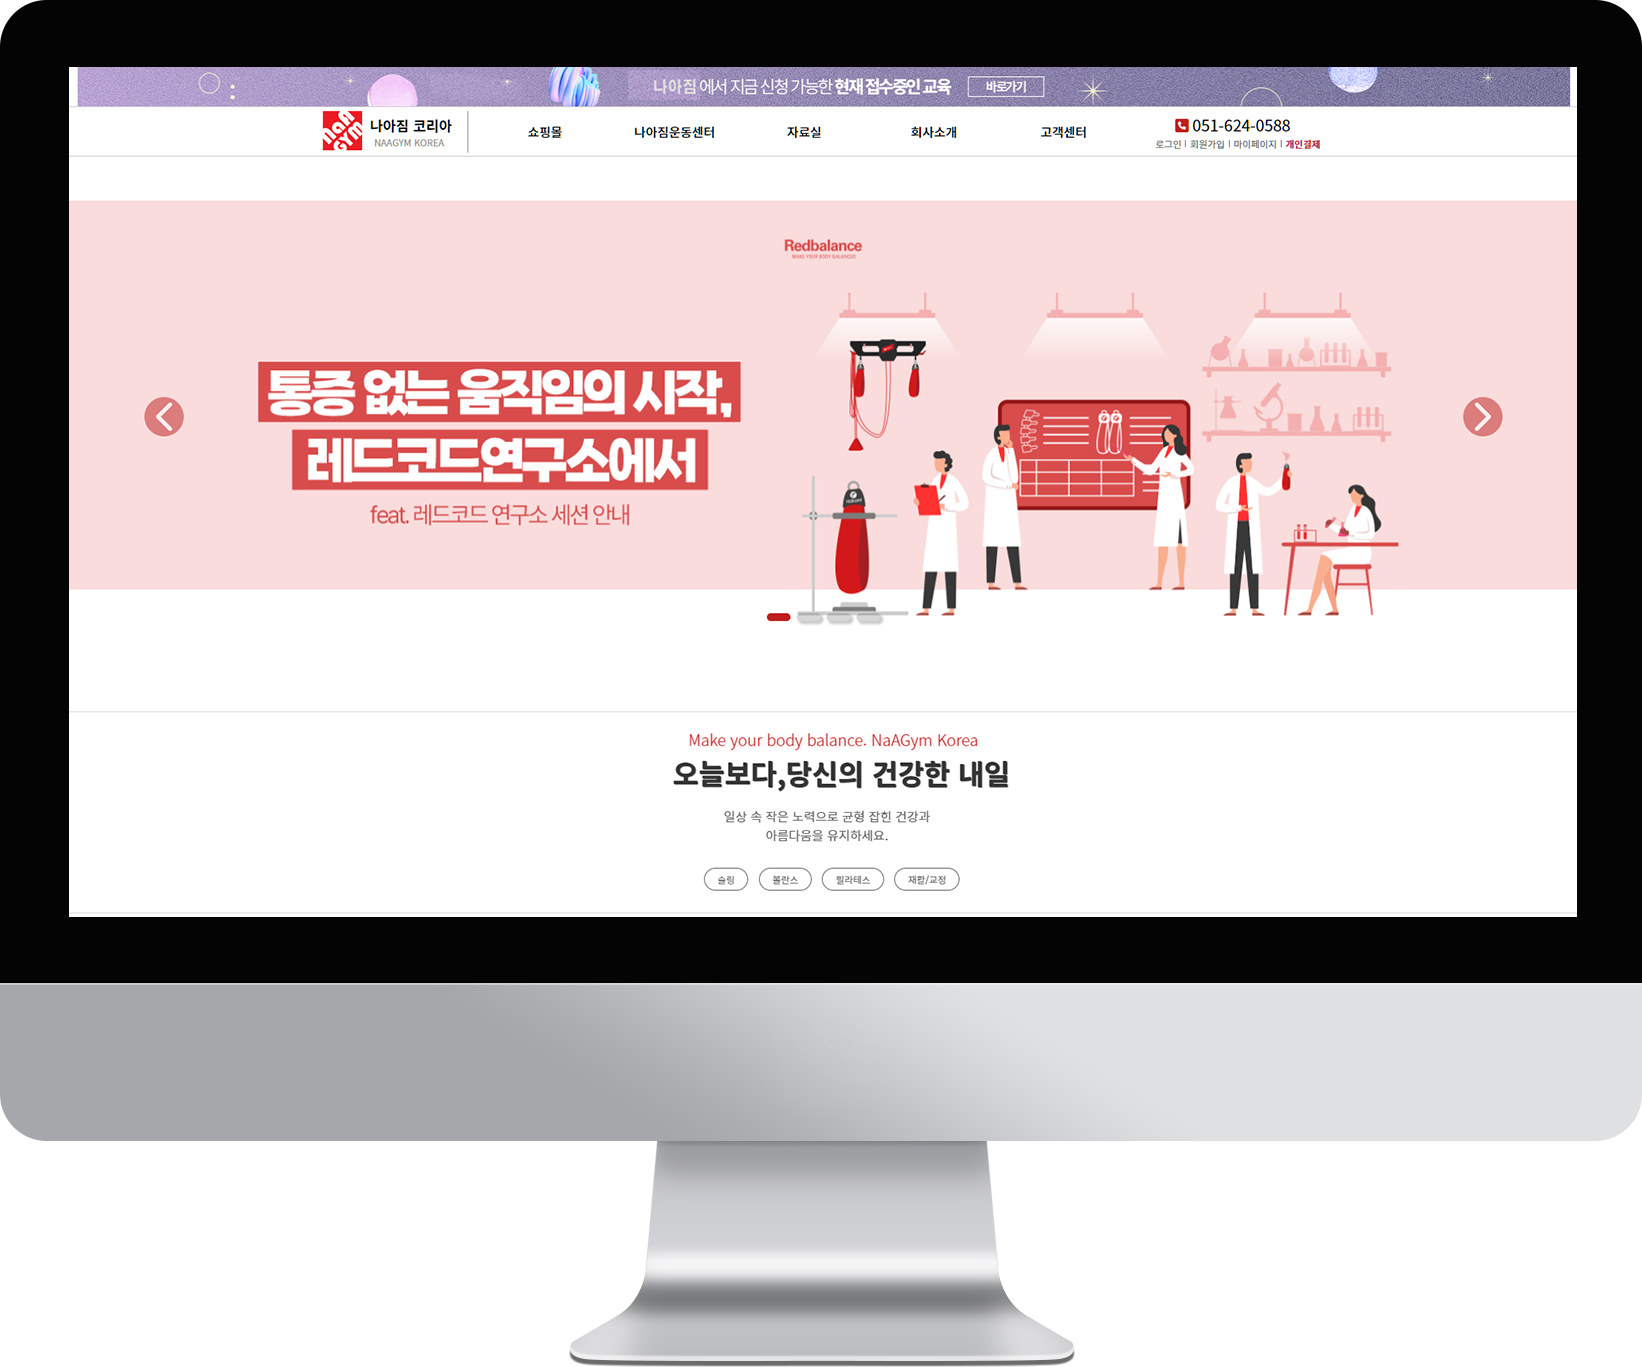 나아짐에서 지금 신청 가능한 현재 접수중인 교육 바로가기
NAA GYM 나아짐 코리아
NAAGYM KOREA
쇼핑몰 나아짐운동센터 자료실 회사소개 고객센터
051-624-0588
로그인 | 회원가입 | 마이페이지 | 개인결제
Redbalance
MAKE YOUR BODY BALANCED
통증 없는 움직임의 시작,
레드코드연구소에서
feat. 레드코드 연구소 세션 안내
Make your body balance. NaAGym Korea
오늘보다,당신의 건강한 내일
일상 속 작은 노력으로 균형 잡힌 건강과
아름다움을 유지하세요.
슬링 볼란스 필라테스 재활/교정